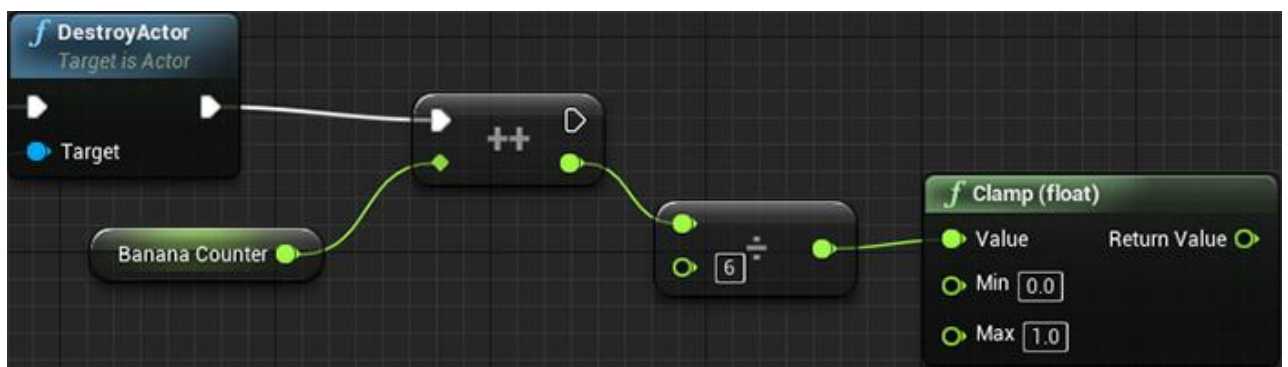 f DestroyActor
Target is Actor
Target
++
Banana Counter
6 ÷
f Clamp (float)
Value Return Value
Min 0.0
Max 1.0